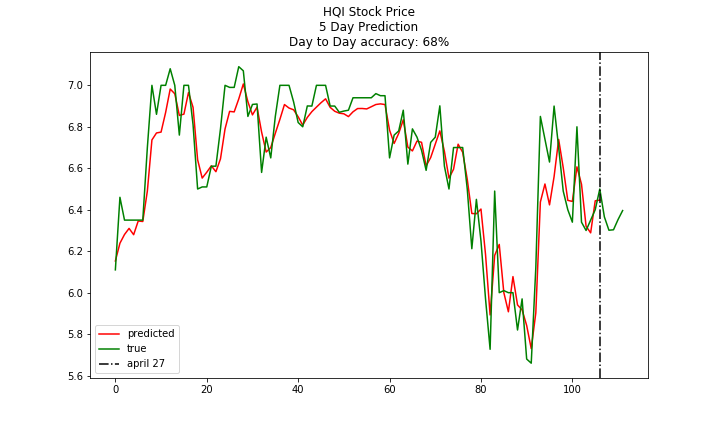 HQI Stock Price
5 Day Prediction
Day to Day accuracy: 68%
7.0
6.8
6.6
6.4
6.2
6.0
5.8
5.6
predicted
true
april 27
0 20 40 60 80 100